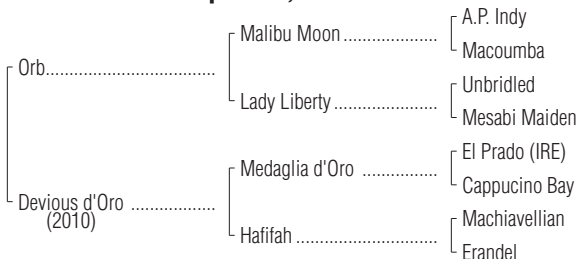 A.P. Indy
Malibu Moon ....................
Macoumba
Orb..................................
Unbridled
Lady Liberty .....................
Mesabi Maiden
El Prado (IRE)
Medaglia d'Oro ................
Cappucino Bay
Devious d'Oro .................
(2010)
Machiavellian
Hafifah .............................
Erandel